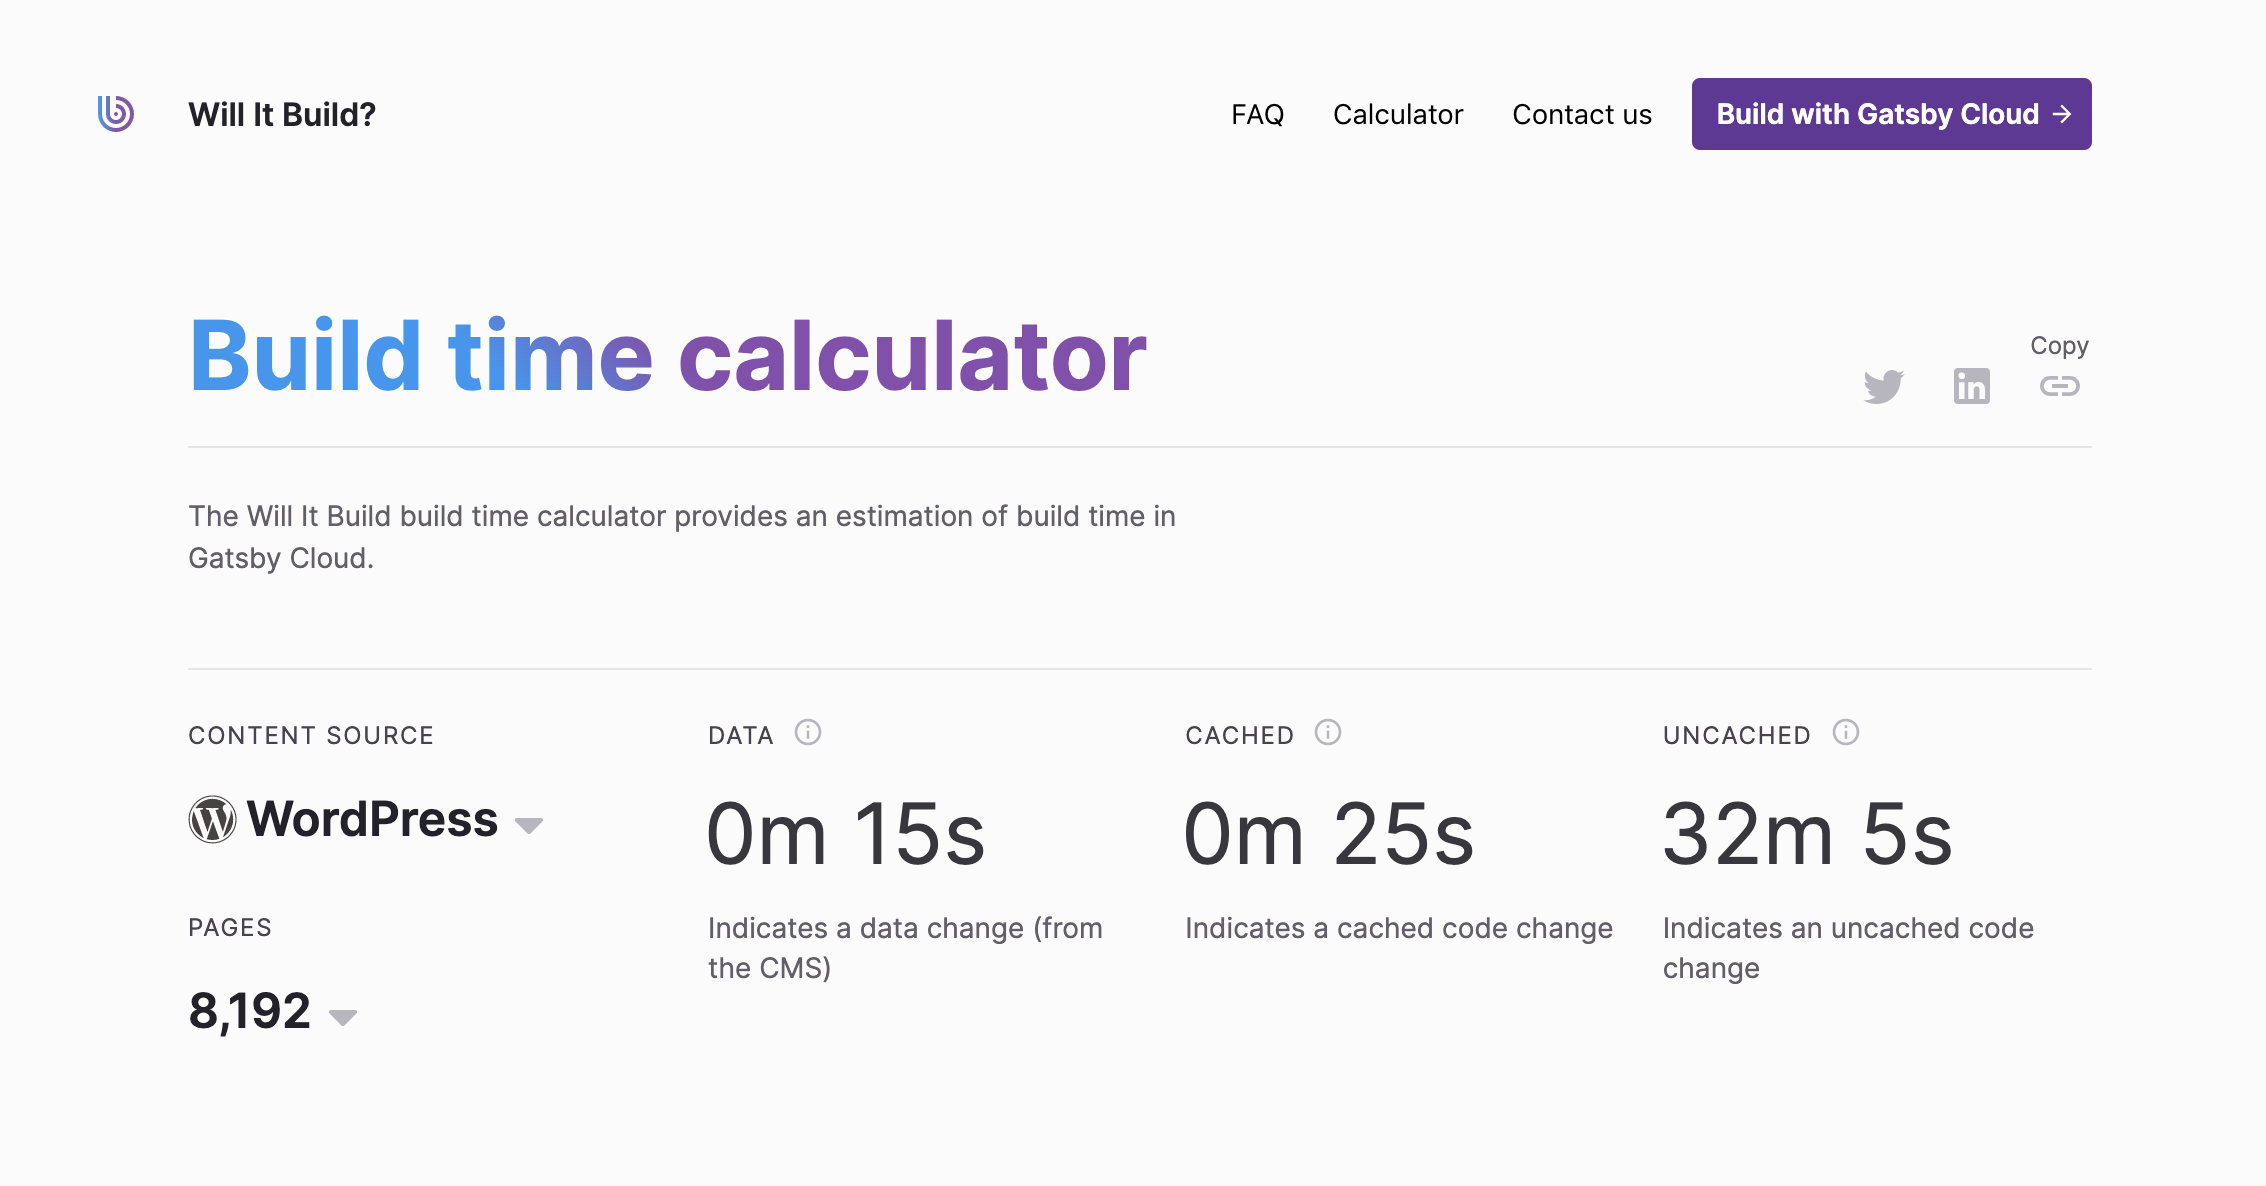 Will It Build?
FAQ
Calculator
Contact us
Build with Gatsby Cloud →
Build time calculator
Copy
The Will It Build build time calculator provides an estimation of build time in
Gatsby Cloud.
CONTENT SOURCE
WordPress
PAGES
8,192
DATA
0m 15s
Indicates a data change (from
the CMS)
CACHED
0m 25s
Indicates a cached code change
UNCACHED
32m 5s
Indicates an uncached code
change